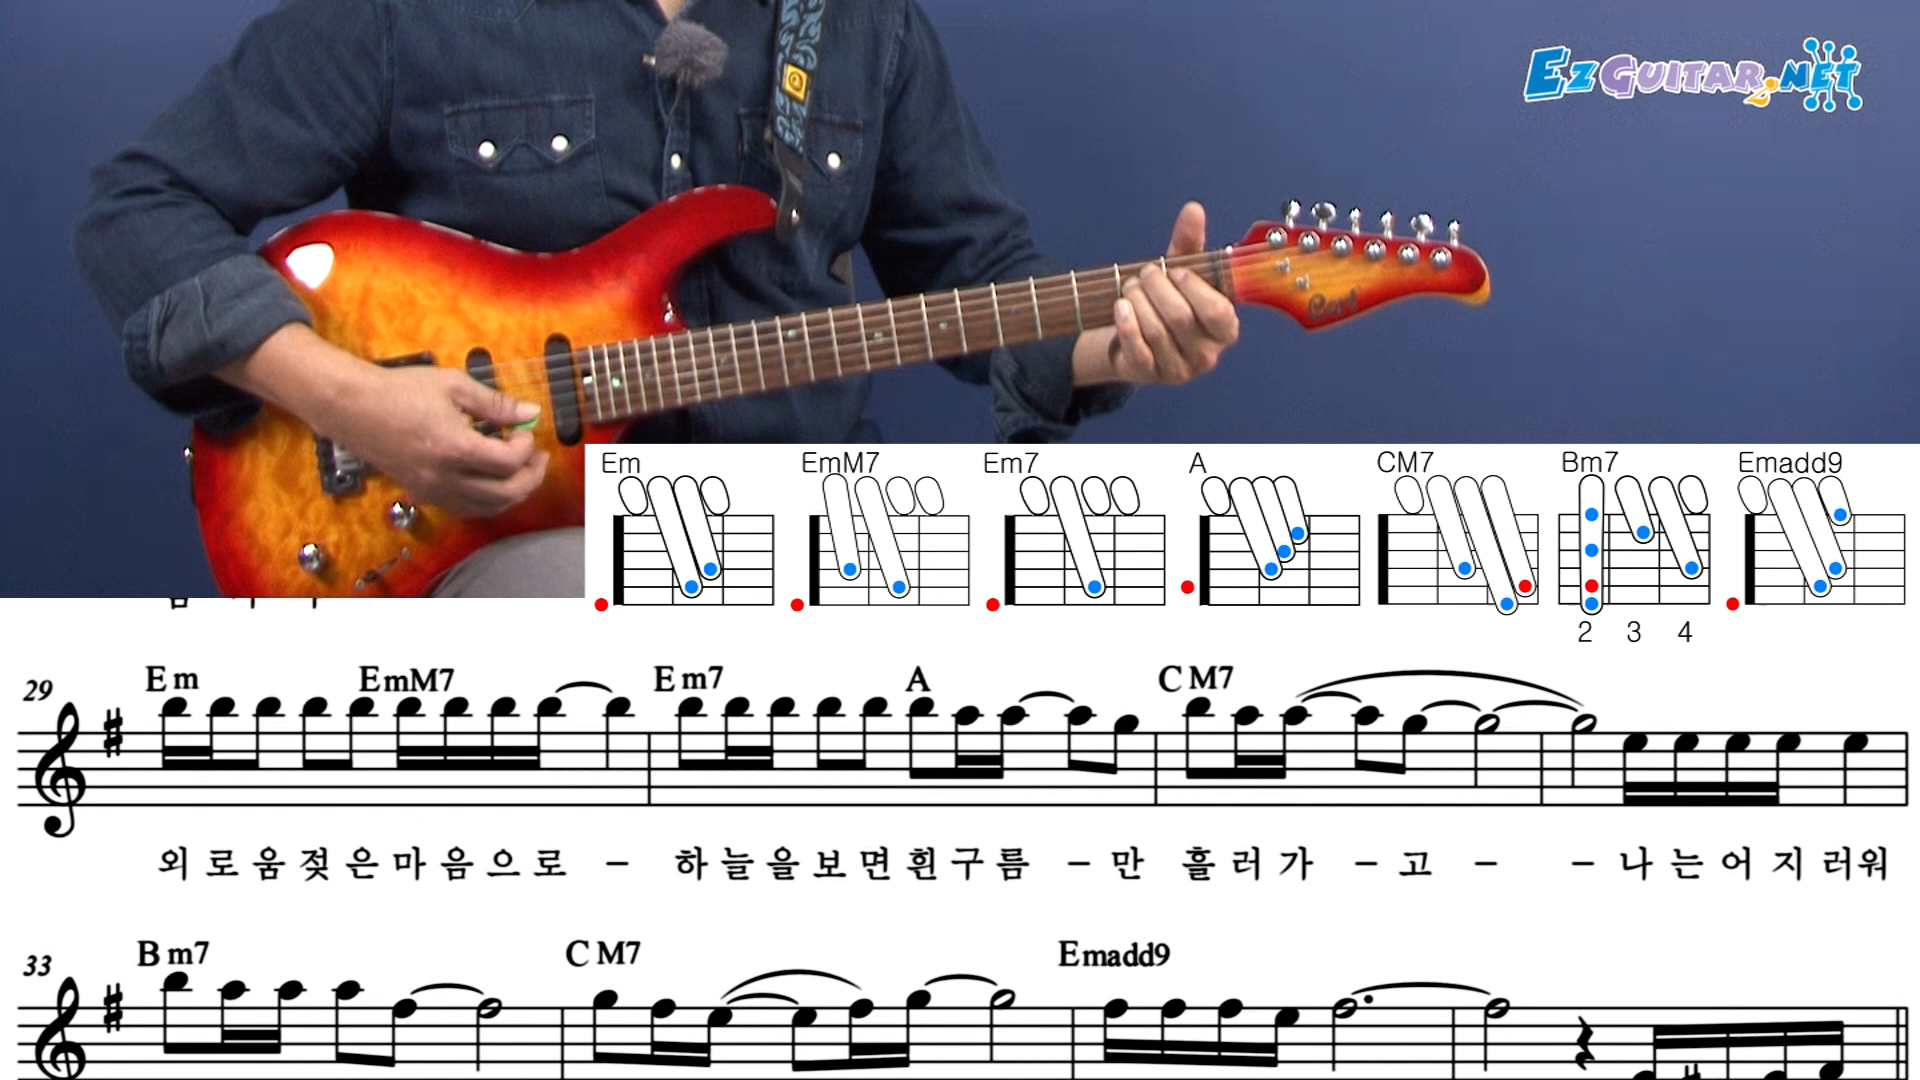 EzGuitar.net
Cort
Em EmM7 Em7 A CM7 Bm7 Emadd9
2 3 4
29 Em EmM7 Em7 A CM7
외 로 움 젖 은 마 음 으 로 – 하 늘 을 보 면 흰 구 름 – 만 흘 러 가 – 고 – – 나 는 어 지 러워
33 Bm7 CM7 Emadd9